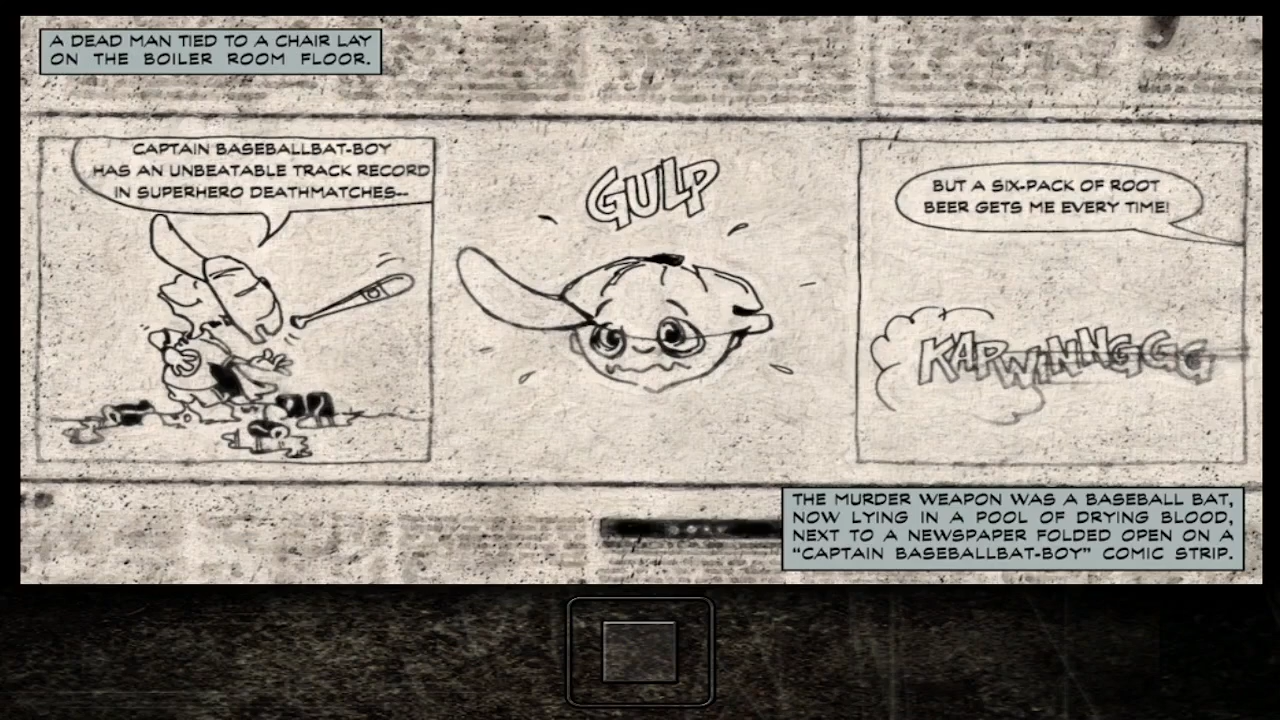 A DEAD MAN TIED TO A CHAIR LAY
ON THE BOILER ROOM FLOOR.
CAPTAIN BASEBALLBAT-BOY
HAS AN UNBEATABLE TRACK RECORD
IN SUPERHERO DEATHMATCHES--
GULP
BUT A SIX-PACK OF ROOT
BEER GETS ME EVERY TIME!
KAPWINNGGG
THE MURDER WEAPON WAS A BASEBALL BAT,
NOW LYING IN A POOL OF DRYING BLOOD,
NEXT TO A NEWSPAPER FOLDED OPEN ON A
“CAPTAIN BASEBALLBAT-BOY” COMIC STRIP.